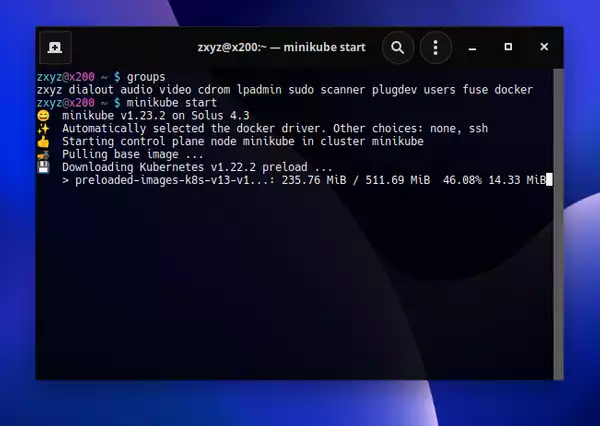 zxyz@x200:~ — minikube start
zxyz@x200 ~ $ groups
zxyz dialout audio video cdrom lpadmin sudo scanner plugdev users fuse docker
zxyz@x200 ~ $ minikube start
😄 minikube v1.23.2 on Solus 4.3
✨ Automatically selected the docker driver. Other choices: none, ssh
👍 Starting control plane node minikube in cluster minikube
🚜 Pulling base image ...
💾 Downloading Kubernetes v1.22.2 preload ...
> preloaded-images-k8s-v13-v1...: 235.76 MiB / 511.69 MiB 46.08% 14.33 MiB